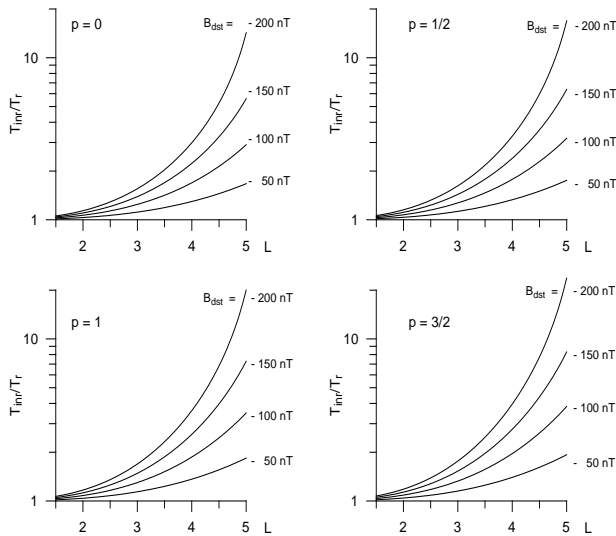 p = 0
B_dst = - 200 nT
10
- 150 nT
T_inr/T_r
- 100 nT
- 50 nT
1
2 3 4 5 L
p = 1/2
B_dst = - 200 nT
10
- 150 nT
T_inr/T_r
- 100 nT
- 50 nT
1
2 3 4 5 L
p = 1
B_dst = - 200 nT
10
- 150 nT
T_inr/T_r
- 100 nT
- 50 nT
1
2 3 4 5 L
p = 3/2
B_dst = - 200 nT
10
- 150 nT
T_inr/T_r
- 100 nT
- 50 nT
1
2 3 4 5 L